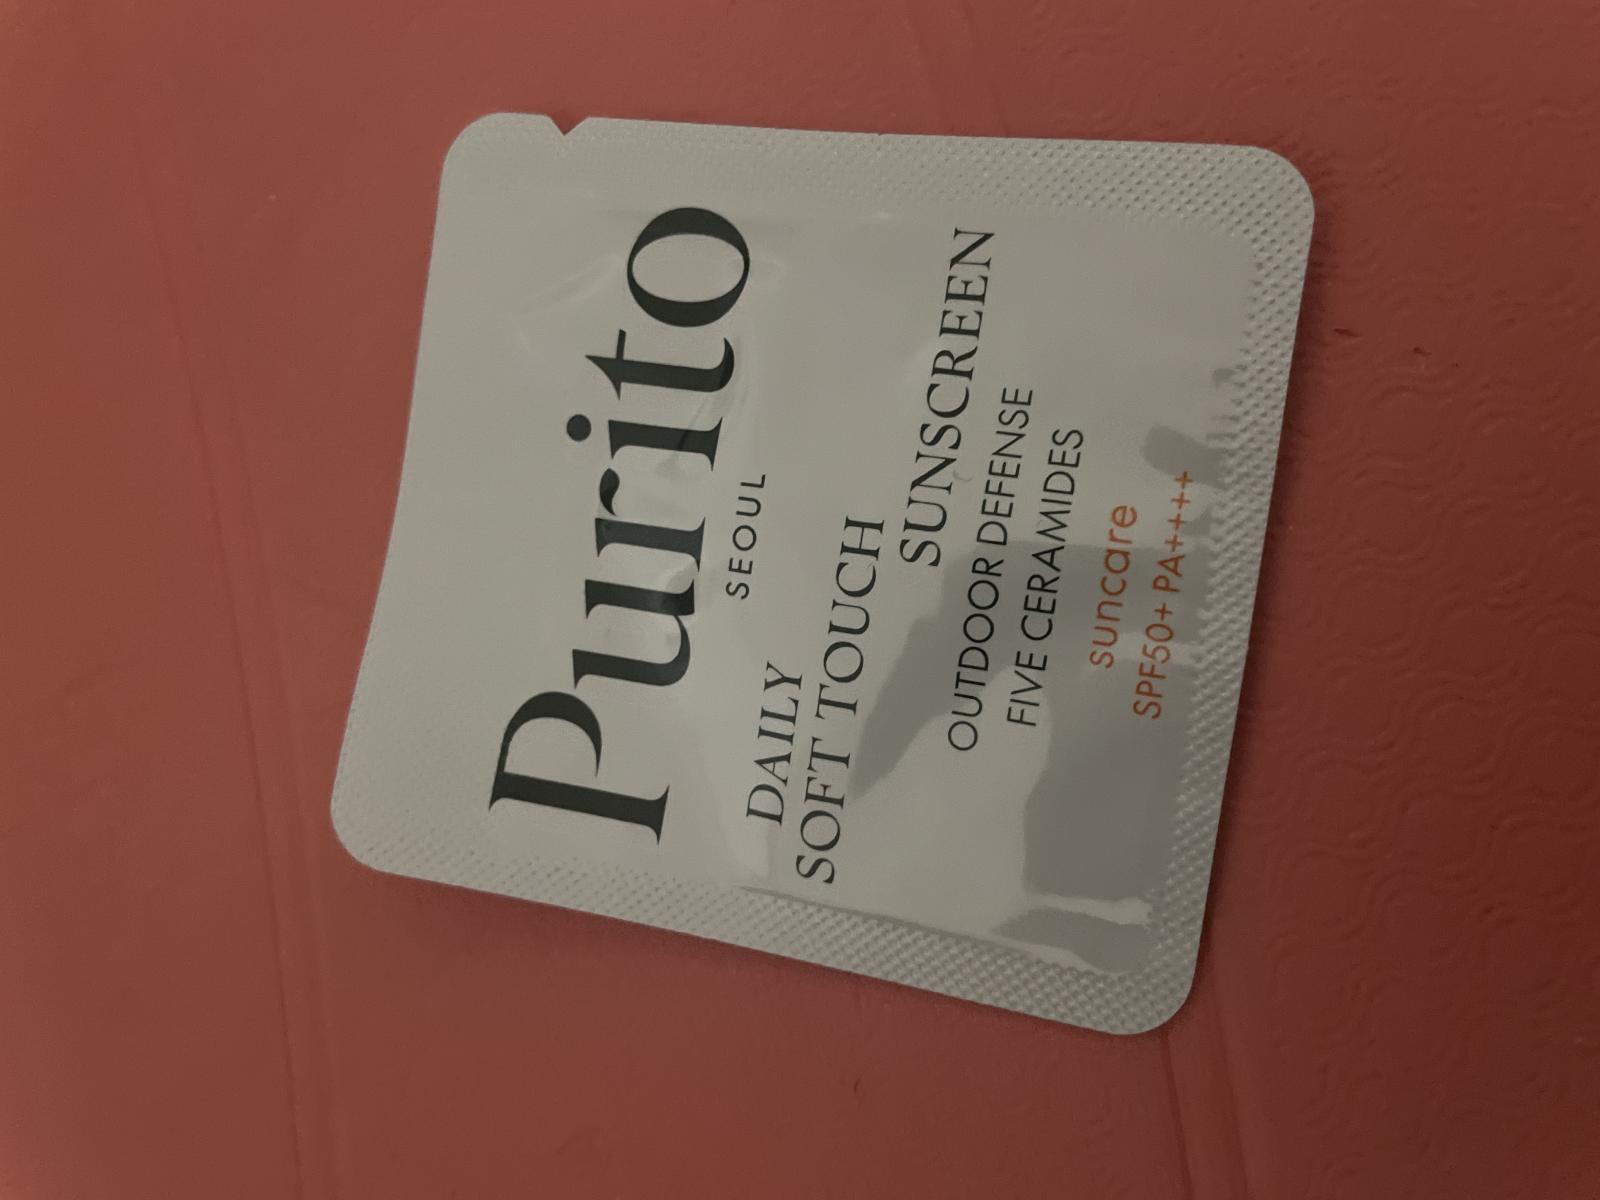 Purito
SEOUL
DAILY
SOFT TOUCH
SUNSCREEN
OUTDOOR DEFENSE
FIVE CERAMIDES
suncare
SPF50+ PA++++